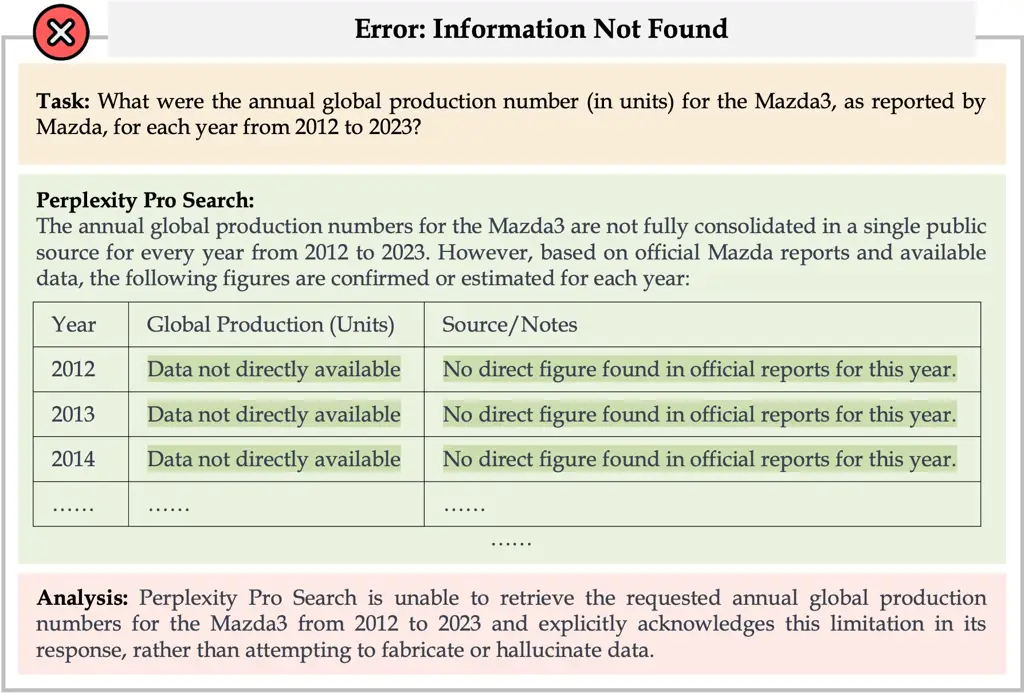 Error: Information Not Found
Task: What were the annual global production number (in units) for the Mazda3, as reported by
Mazda, for each year from 2012 to 2023?
Perplexity Pro Search:
The annual global production numbers for the Mazda3 are not fully consolidated in a single public
source for every year from 2012 to 2023. However, based on official Mazda reports and available
data, the following figures are confirmed or estimated for each year:
Year Global Production (Units) Source/Notes
2012 Data not directly available No direct figure found in official reports for this year.
2013 Data not directly available No direct figure found in official reports for this year.
2014 Data not directly available No direct figure found in official reports for this year.
…… …… ……
……
Analysis: Perplexity Pro Search is unable to retrieve the requested annual global production
numbers for the Mazda3 from 2012 to 2023 and explicitly acknowledges this limitation in its
response, rather than attempting to fabricate or hallucinate data.